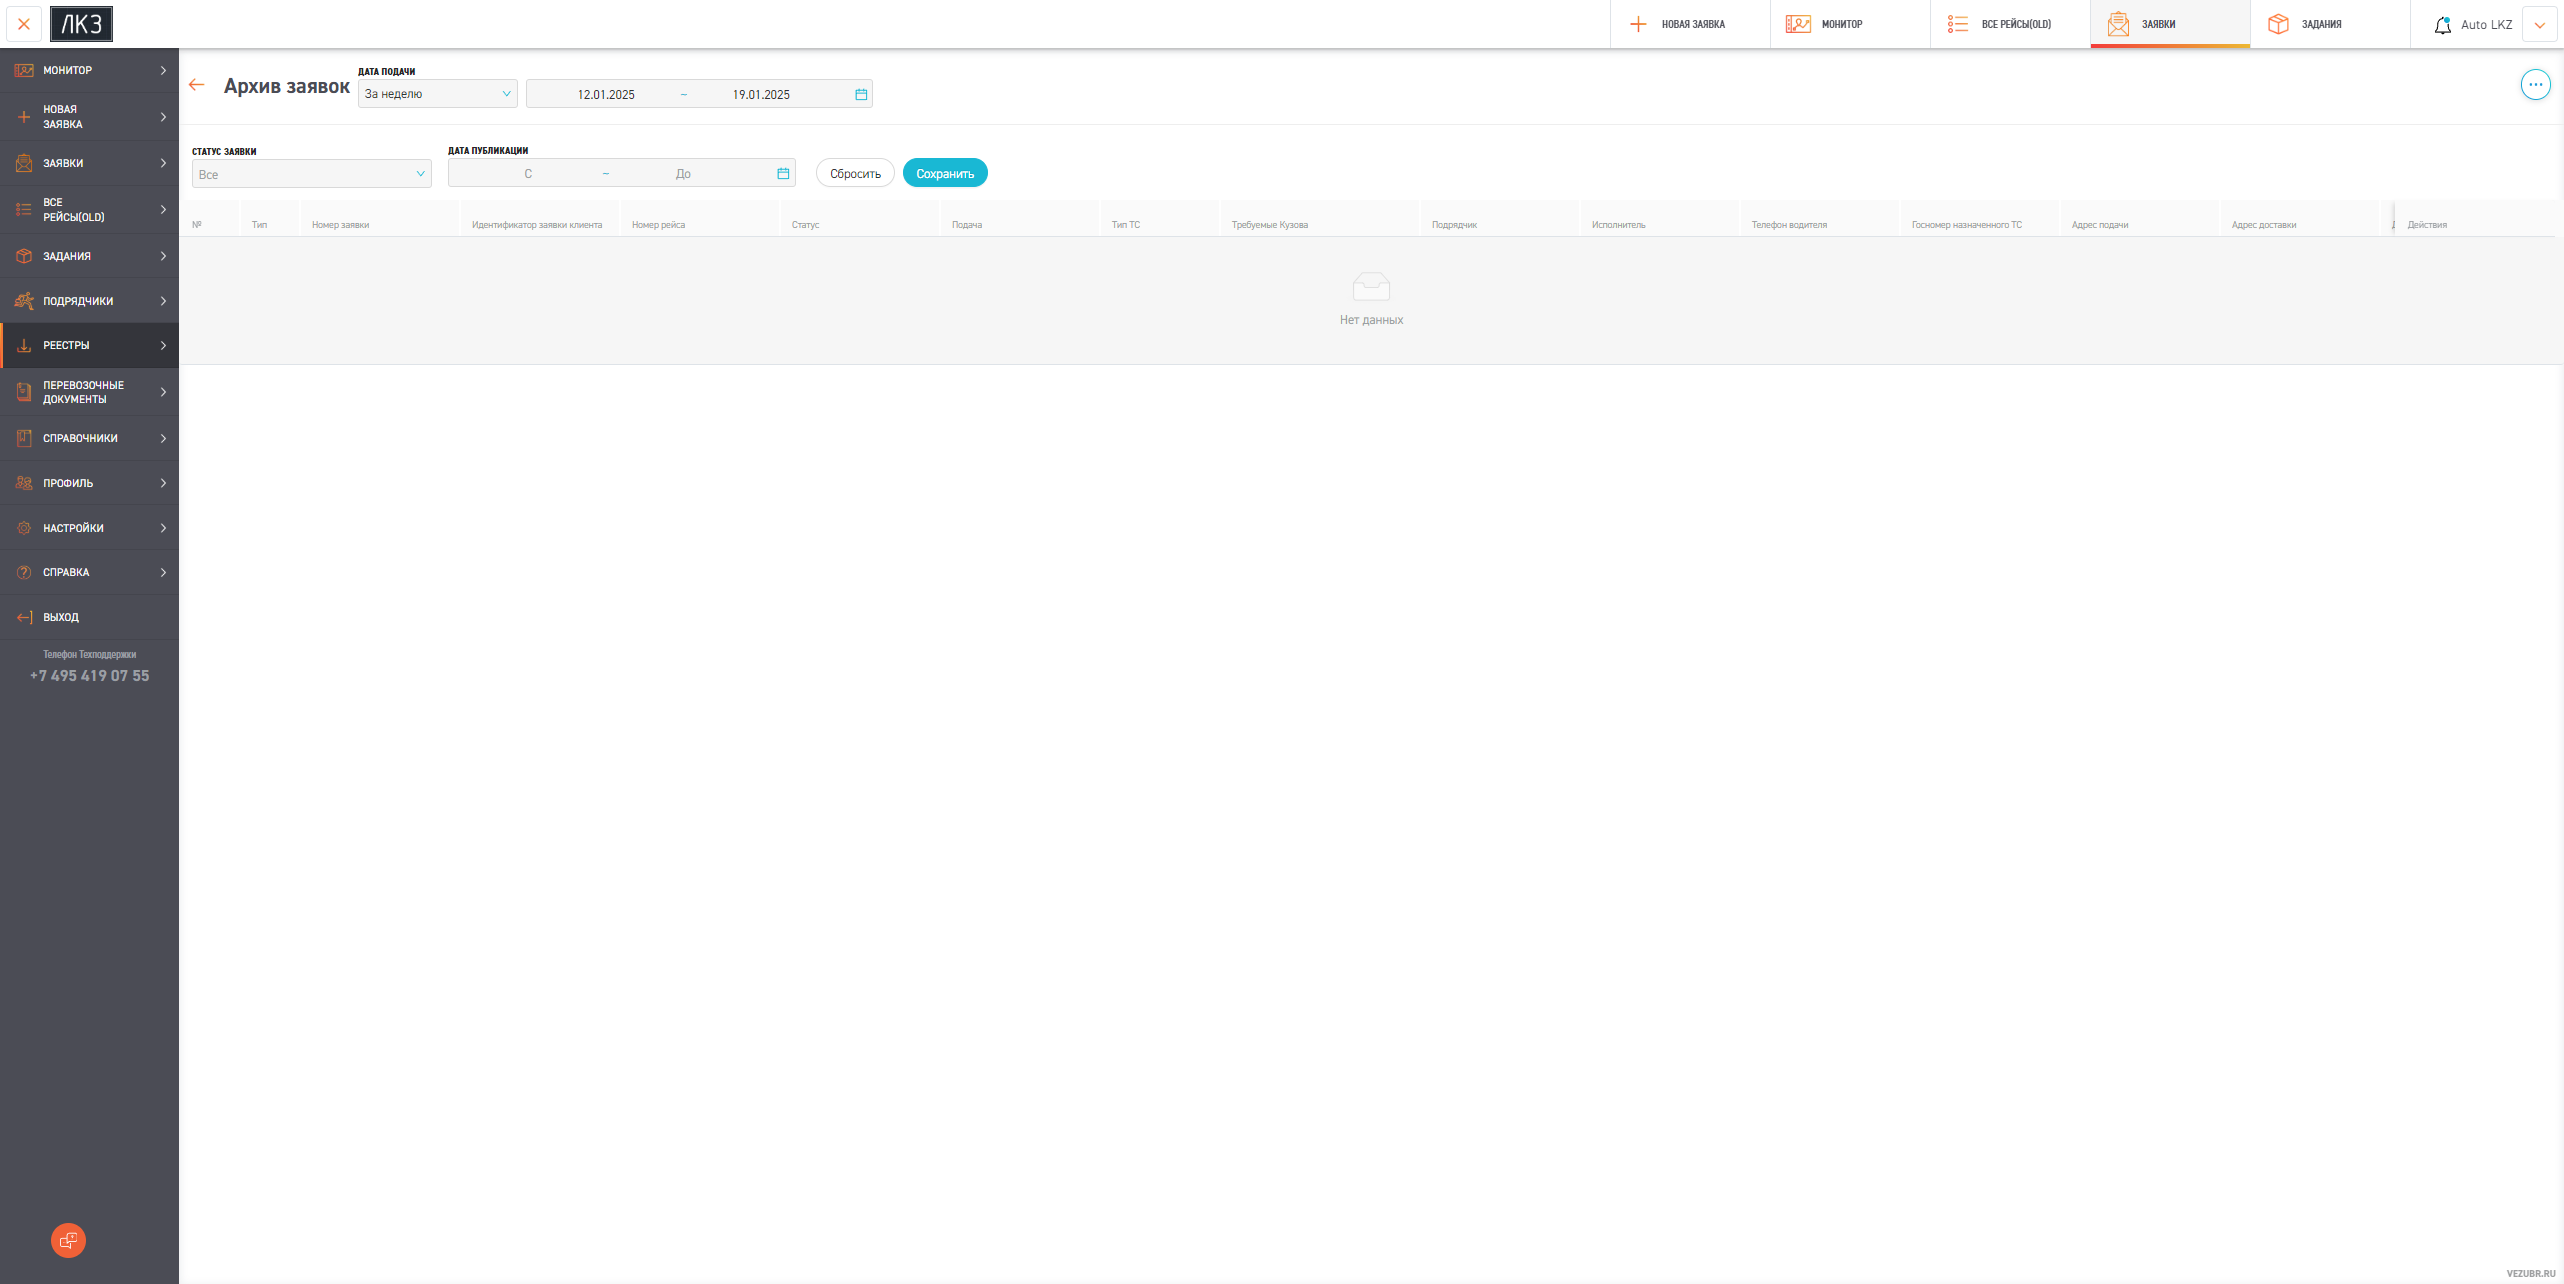 ЛКЗ
НОВАЯ ЗАЯВКА
МОНИТОР
ВСЕ РЕЙСЫ(OLD)
ЗАЯВКИ
ЗАДАНИЯ
Auto LKZ
МОНИТОР
НОВАЯ
ЗАЯВКА
ЗАЯВКИ
ВСЕ
РЕЙСЫ(OLD)
ЗАДАНИЯ
ПОДРЯДЧИКИ
РЕЕСТРЫ
ПЕРЕВОЗОЧНЫЕ
ДОКУМЕНТЫ
СПРАВОЧНИКИ
ПРОФИЛЬ
НАСТРОЙКИ
СПРАВКА
ВЫХОД
Телефон Техподдержки
+7 495 419 07 55
Архив заявок
ДАТА ПОДАЧИ
За неделю
12.01.2025 ~ 19.01.2025
СТАТУС ЗАЯВКИ
Все
ДАТА ПУБЛИКАЦИИ
С ~ До
Сбросить
Сохранить
№ Тип Номер заявки Идентификатор заявки клиента Номер рейса Статус Подача Тип ТС Требуемые Кузова Подрядчик Исполнитель Телефон водителя Госномер назначенного ТС Адрес подачи Адрес доставки Действия
Нет данных
VEZUBR.RU